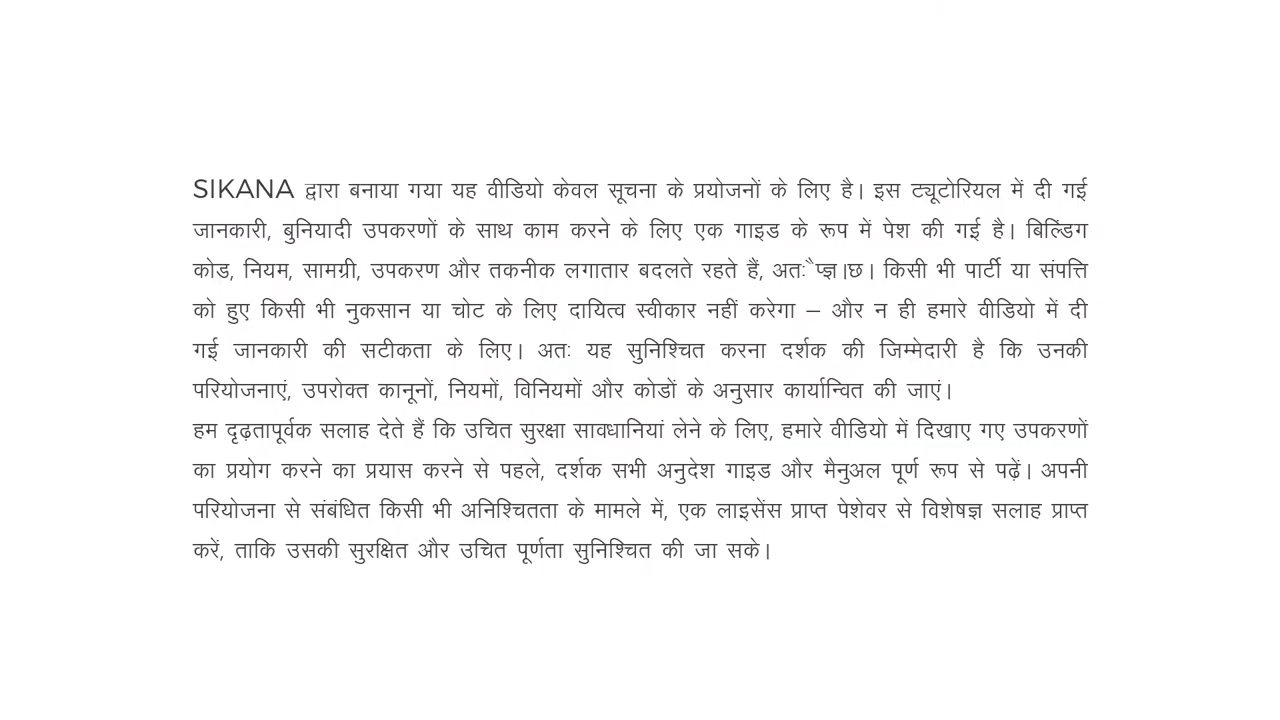 SIKANA द्वारा बनाया गया यह वीडियो केवल सूचना के प्रयोजनों के लिए है। इस ट्यूटोरियल में दी गई
जानकारी, बुनियादी उपकरणों के साथ काम करने के लिए एक गाइड के रूप में पेश की गई है। बिल्डिंग
कोड, नियम, सामग्री, उपकरण और तकनीक लगातार बदलते रहते हैं, अतः ैप्ज्ञ।छ। किसी भी पार्टी या संपत्ति
को हुए किसी भी नुकसान या चोट के लिए दायित्व स्वीकार नहीं करेगा – और न ही हमारे वीडियो में दी
गई जानकारी की सटीकता के लिए। अतः यह सुनिश्चित करना दर्शक की जिम्मेदारी है कि उनकी
परियोजनाएं, उपरोक्त कानूनों, नियमों, विनियमों और कोडों के अनुसार कार्यान्वित की जाएं।
हम दृढ़तापूर्वक सलाह देते हैं कि उचित सुरक्षा सावधानियां लेने के लिए, हमारे वीडियो में दिखाए गए उपकरणों
का प्रयोग करने का प्रयास करने से पहले, दर्शक सभी अनुदेश गाइड और मैनुअल पूर्ण रूप से पढ़ें। अपनी
परियोजना से संबंधित किसी भी अनिश्चितता के मामले में, एक लाइसेंस प्राप्त पेशेवर से विशेषज्ञ सलाह प्राप्त
करें, ताकि उसकी सुरक्षित और उचित पूर्णता सुनिश्चित की जा सके।